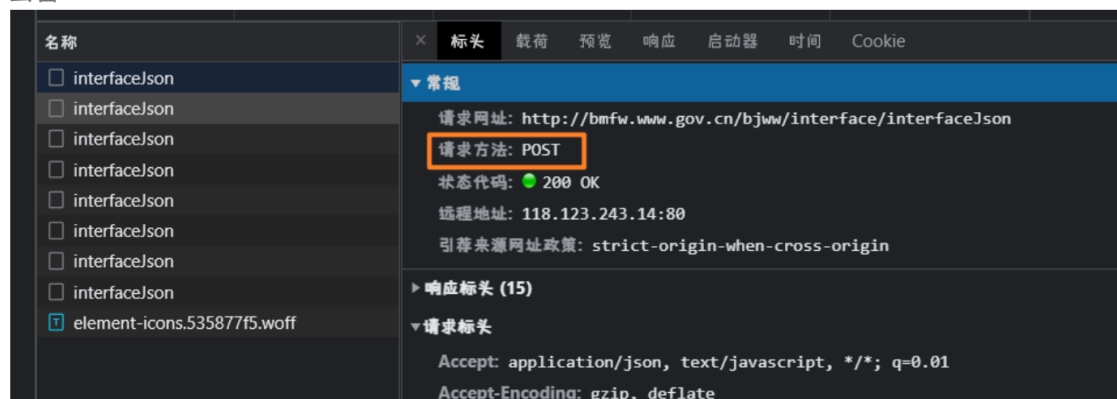 名称
× 标头 载荷 预览 响应 启动器 时间 Cookie
interfaceJson
interfaceJson
interfaceJson
interfaceJson
interfaceJson
interfaceJson
interfaceJson
interfaceJson
element-icons.535877f5.woff
常规
请求网址: http://bmfw.www.gov.cn/bjww/interface/interfaceJson
请求方法: POST
状态代码: 200 OK
远程地址: 118.123.243.14:80
引荐来源网址政策: strict-origin-when-cross-origin
响应标头 (15)
请求标头
Accept: application/json, text/javascript, */*; q=0.01
Accept-Encoding: gzip, deflate